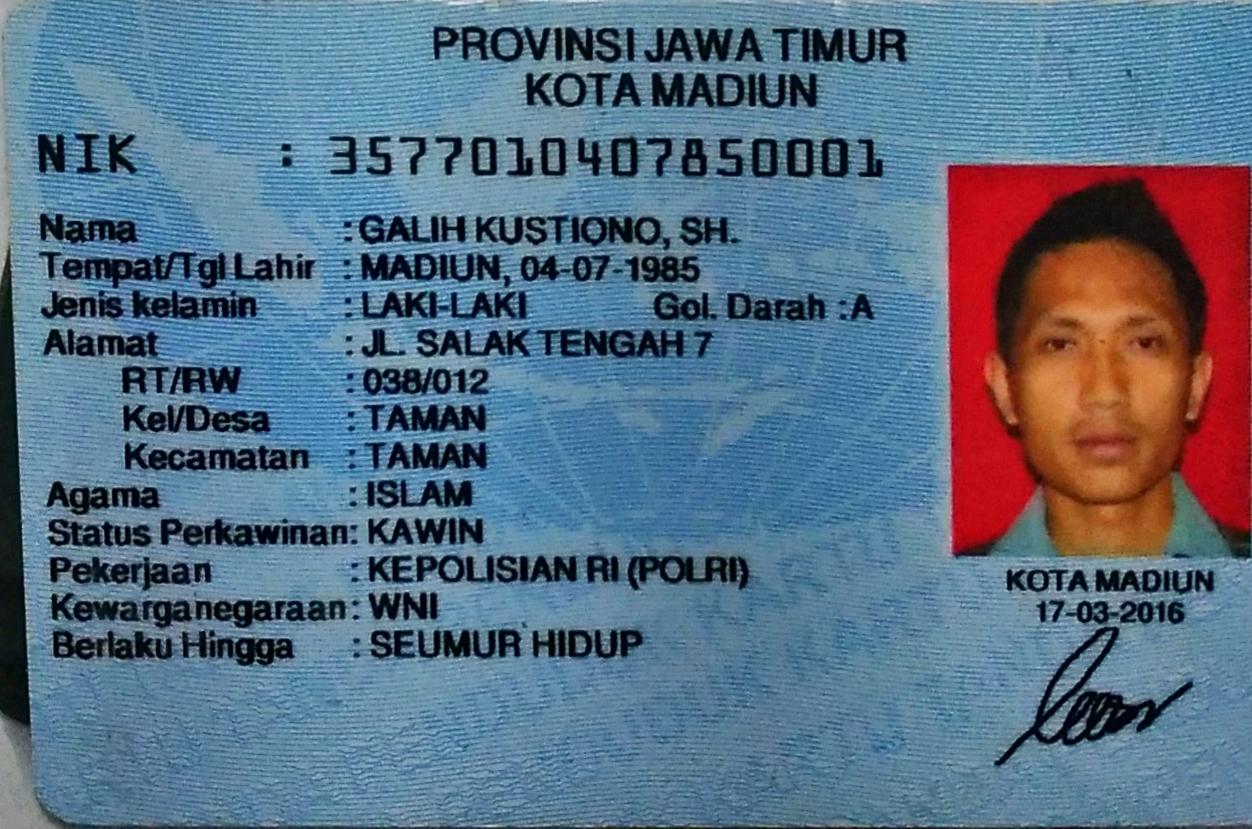 PROVINSI JAWA TIMUR
KOTA MADIUN
NIK : 3577010407850001
Nama : GALIH KUSTIONO, SH.
Tempat/Tgl Lahir : MADIUN, 04-07-1985
Jenis kelamin : LAKI-LAKI Gol. Darah : A
Alamat : JL. SALAK TENGAH 7
RT/RW : 038/012
Kel/Desa : TAMAN
Kecamatan : TAMAN
Agama : ISLAM
Status Perkawinan: KAWIN
Pekerjaan : KEPOLISIAN RI (POLRI)
Kewarganegaraan: WNI
Berlaku Hingga : SEUMUR HIDUP
KOTA MADIUN
17-03-2016